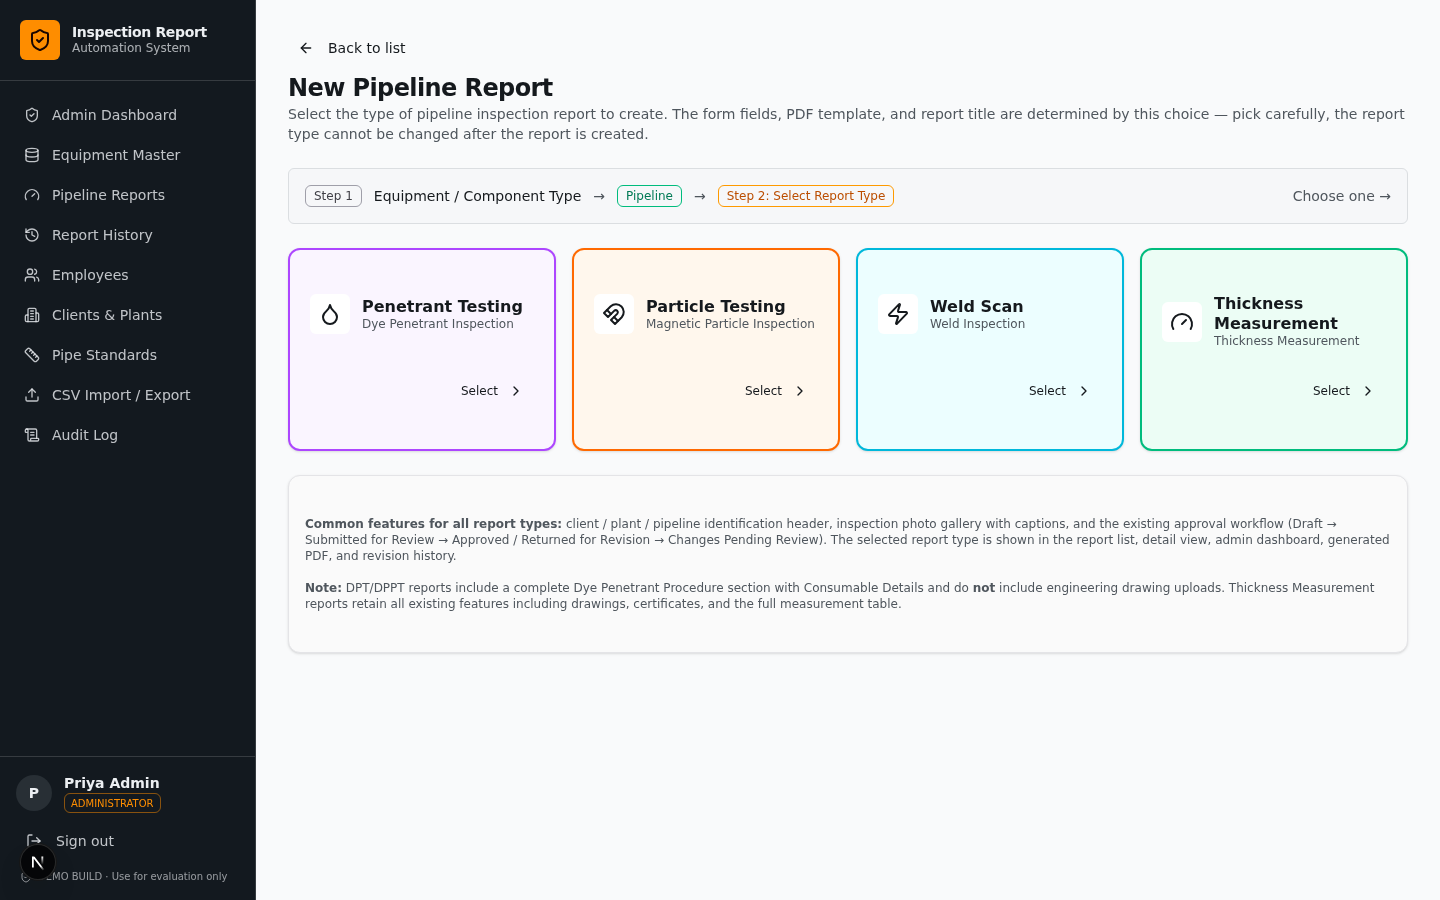 Inspection Report
Automation System
Admin Dashboard
Equipment Master
Pipeline Reports
Report History
Employees
Clients & Plants
Pipe Standards
CSV Import / Export
Audit Log
P
Priya Admin
ADMINISTRATOR
Sign out
N
MO BUILD · Use for evaluation only
Back to list
New Pipeline Report
Select the type of pipeline inspection report to create. The form fields, PDF template, and report title are determined by this choice — pick carefully, the report
type cannot be changed after the report is created.
Step 1 Equipment / Component Type → Pipeline → Step 2: Select Report Type Choose one →
Penetrant Testing
Dye Penetrant Inspection
Select
Particle Testing
Magnetic Particle Inspection
Select
Weld Scan
Weld Inspection
Select
Thickness
Measurement
Thickness Measurement
Select
Common features for all report types: client / plant / pipeline identification header, inspection photo gallery with captions, and the existing approval workflow (Draft →
Submitted for Review → Approved / Returned for Revision → Changes Pending Review). The selected report type is shown in the report list, detail view, admin dashboard, generated
PDF, and revision history.
Note: DPT/DPPT reports include a complete Dye Penetrant Procedure section with Consumable Details and do not include engineering drawing uploads. Thickness Measurement
reports retain all existing features including drawings, certificates, and the full measurement table.